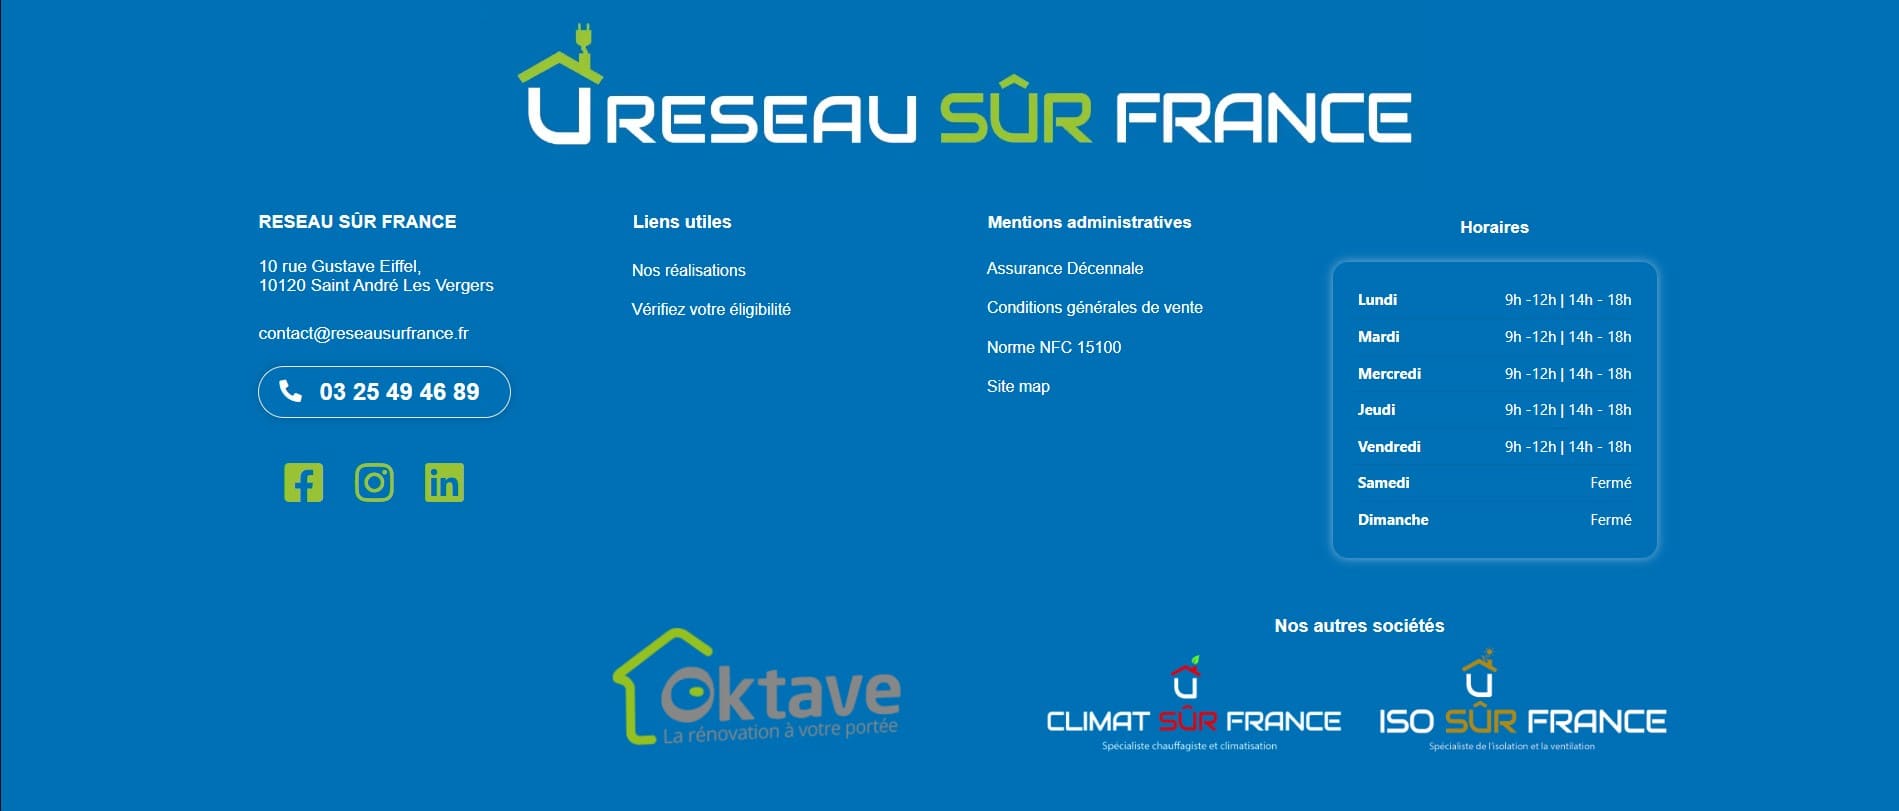 RESEAU SÛR FRANCE
RESEAU SÛR FRANCE
10 rue Gustave Eiffel,
10120 Saint André Les Vergers
contact@reseausurfrance.fr
03 25 49 46 89
Liens utiles
Nos réalisations
Vérifiez votre éligibilité
Mentions administratives
Assurance Décennale
Conditions générales de vente
Norme NFC 15100
Site map
Horaires
Lundi 9h -12h | 14h - 18h
Mardi 9h -12h | 14h - 18h
Mercredi 9h -12h | 14h - 18h
Jeudi 9h -12h | 14h - 18h
Vendredi 9h -12h | 14h - 18h
Samedi Fermé
Dimanche Fermé
Oktave
La rénovation à votre portée
Nos autres sociétés
CLIMAT SÛR FRANCE
Spécialiste chauffagiste et climatisation
ISO SÛR FRANCE
Spécialiste de l'isolation et la ventilation